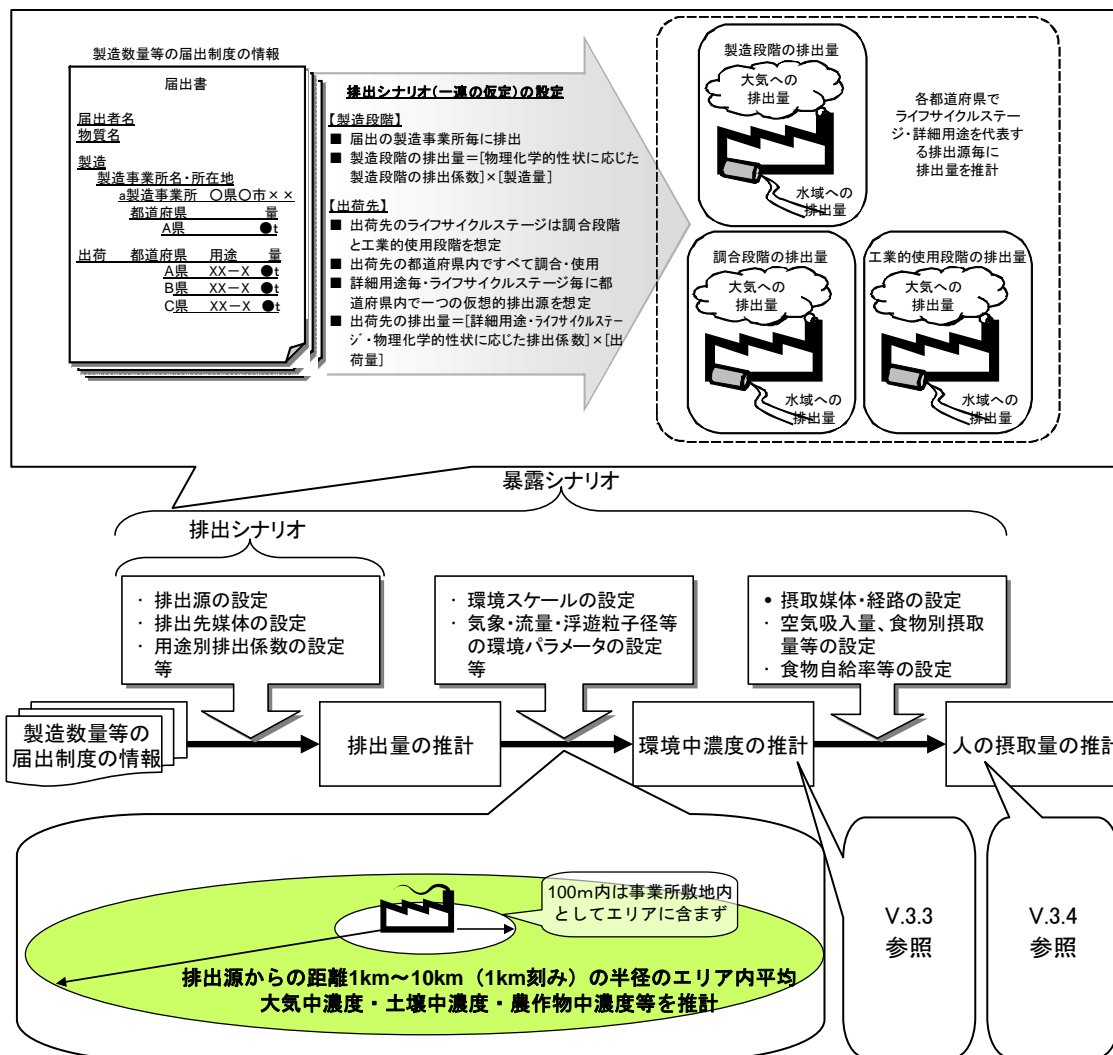 製造数量等の届出制度の情報
届出書
届出者名
物質名
製造
製造事業所名・所在地
a製造事業所 〇県〇市××
都道府県 量
A県 ●t
出荷 都道府県 用途 量
A県 XX－X ●t
B県 XX－X ●t
C県 XX－X ●t
排出シナリオ（一連の仮定）の設定
【製造段階】
■ 届出の製造事業所毎に排出
■ 製造段階の排出量＝[物理化学的性状に応じた
製造段階の排出係数]×[製造量]
【出荷先】
■ 出荷先のライフサイクルステージは調合段階
と工業的使用段階を想定
■ 出荷先の都道府県内ですべて調合・使用
■ 詳細用途毎・ライフサイクルステージ毎に都
道府県内で一つの仮想的排出源を想定
■ 出荷先の排出量＝[詳細用途・ﾗｲﾌｻｲｸﾙｽﾃｰ
ｼﾞ・物理化学的性状に応じた排出係数]×[出
荷量]
製造段階の排出量
大気への
排出量
水域への
排出量
各都道府県で
ライフサイクルステー
ジ・詳細用途を代表す
る排出源毎に
排出量を推計
調合段階の排出量
大気への
排出量
水域への
排出量
工業的使用段階の排出量
大気への
排出量
水域への
排出量
暴露シナリオ
排出シナリオ
・ 排出源の設定
・ 排出先媒体の設定
・ 用途別排出係数の設定
等
・ 環境スケールの設定
・ 気象・流量・浮遊粒子径等
の環境パラメータの設定
等
• 摂取媒体・経路の設定
・ 空気吸入量、食物別摂取
量等の設定
・ 食物自給率等の設定
製造数量等の
届出制度の情報
排出量の推計
環境中濃度の推計
人の摂取量の推計
100m内は事業所敷地内
としてエリアに含まず
排出源からの距離1km～10km（1km刻み）の半径のエリア内平均
大気中濃度・土壌中濃度・農作物中濃度等を推計
V.3.3
参照
V.3.4
参照